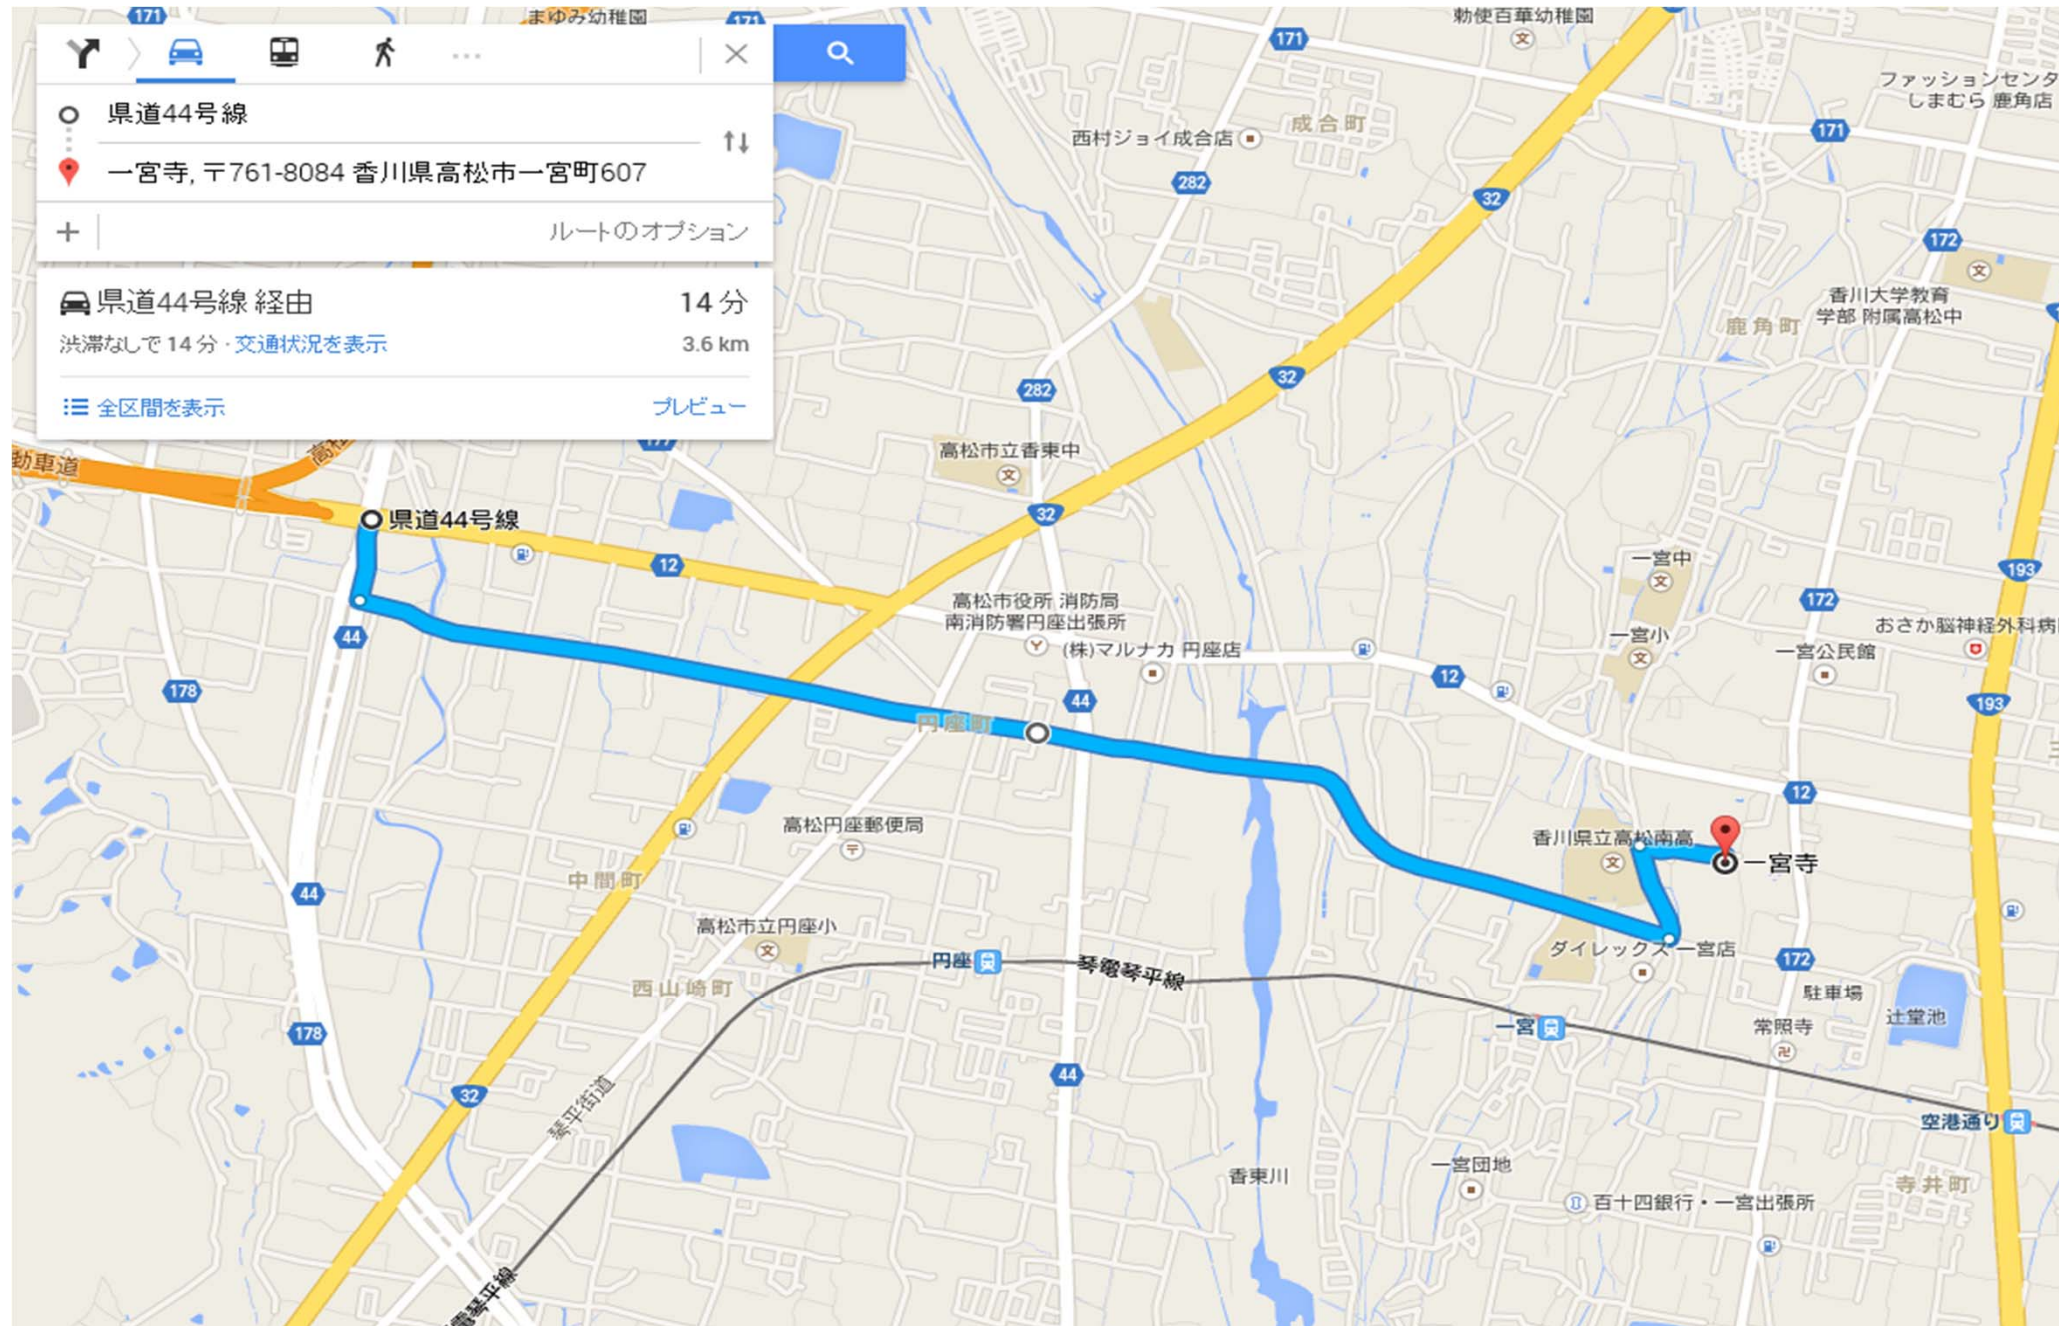 171
まゆみ幼稚園
171
勅使百華幼稚園
171
県道44号線
一宮寺, 〒761-8084 香川県高松市一宮町607
ルートのオプション
県道44号線 経由
14 分
渋滞なしで 14 分 · 交通状況を表示
3.6 km
全区間を表示
プレビュー
ファッションセンタ
しまむら 鹿角店
西村ジョイ成合店
成合町
171
282
32
172
香川大学教育
学部 附属高松中
鹿角町
32
282
177
高松市立香東中
動車道
高松
県道44号線
32
12
一宮中
193
高松市役所 消防局
南消防署円座出張所
172
44
(株)マルナカ 円座店
一宮小
おさか脳神経外科病
一宮公民館
178
12
44
193
円座町
12
高松円座郵便局
香川県立高松南高
一宮寺
中間町
44
高松市立円座小
ダイレックス 一宮店
円座
琴電琴平線
172
西山崎町
駐車場
178
一宮
常照寺
辻堂池
44
32
琴平街道
空港通り
香東川
一宮団地
百十四銀行・一宮出張所
寺井町
電琴平線